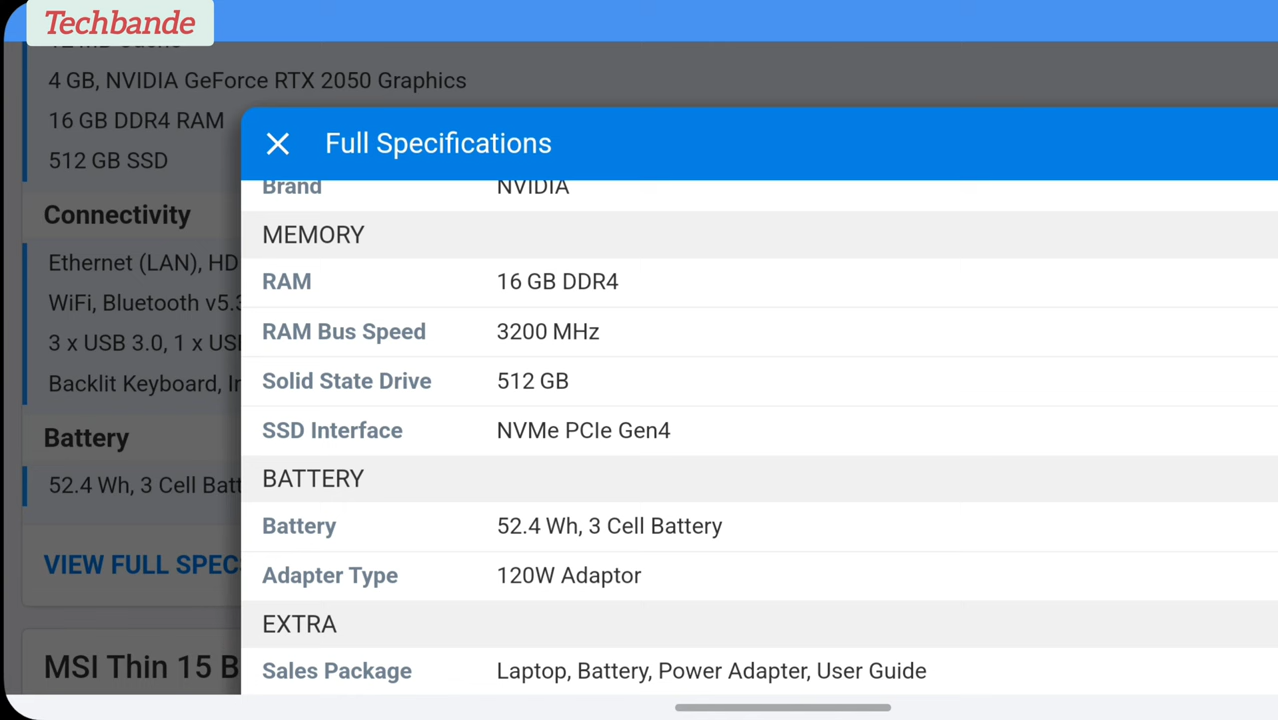 Techbande
4 GB, NVIDIA GeForce RTX 2050 Graphics
16 GB DDR4 RAM
512 GB SSD
Connectivity
Ethernet (LAN), HD
WiFi, Bluetooth v5.3
3 x USB 3.0, 1 x US
Backlit Keyboard, In
Battery
52.4 Wh, 3 Cell Batt
VIEW FULL SPEC
MSI Thin 15 B
Full Specifications
Brand NVIDIA
MEMORY
RAM 16 GB DDR4
RAM Bus Speed 3200 MHz
Solid State Drive 512 GB
SSD Interface NVMe PCIe Gen4
BATTERY
Battery 52.4 Wh, 3 Cell Battery
Adapter Type 120W Adaptor
EXTRA
Sales Package Laptop, Battery, Power Adapter, User Guide